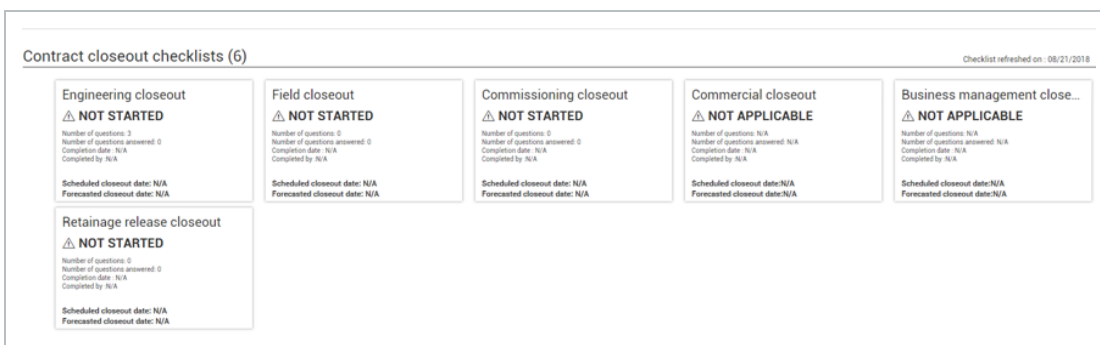 Contract closeout checklists (6)
Checklist refreshed on : 08/21/2018
Engineering closeout
NOT STARTED
Number of questions: 3
Number of questions answered: 0
Completion date : N/A
Completed by :N/A
Scheduled closeout date: N/A
Forecasted closeout date: N/A
Field closeout
NOT STARTED
Number of questions: 0
Number of questions answered: 0
Completion date : N/A
Completed by :N/A
Scheduled closeout date: N/A
Forecasted closeout date: N/A
Commissioning closeout
NOT STARTED
Number of questions: 0
Number of questions answered: 0
Completion date : N/A
Completed by :N/A
Scheduled closeout date: N/A
Forecasted closeout date: N/A
Commercial closeout
NOT APPLICABLE
Number of questions: N/A
Number of questions answered: N/A
Completion date : N/A
Completed by :N/A
Scheduled closeout date:N/A
Forecasted closeout date:N/A
Business management close...
NOT APPLICABLE
Number of questions: N/A
Number of questions answered: N/A
Completion date : N/A
Completed by :N/A
Scheduled closeout date:N/A
Forecasted closeout date:N/A
Retainage release closeout
NOT STARTED
Number of questions: 0
Number of questions answered: 0
Completion date : N/A
Completed by :N/A
Scheduled closeout date: N/A
Forecasted closeout date: N/A